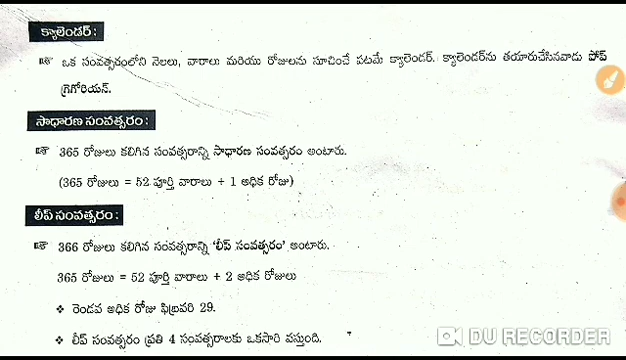 క్యాలెండర్ :
ఒక సంవత్సరంలోని నెలలు, వారాలు మరియు రోజులను సూచించే పటమే క్యాలెండర్. క్యాలెండర్‌ను తయారుచేసినవాడు పోప్
గ్రెగోరియన్.
సాధారణ సంవత్సరం :
365 రోజులు కలిగిన సంవత్సరాన్ని సాధారణ సంవత్సరం అంటారు.
(365 రోజులు = 52 పూర్తి వారాలు + 1 అధిక రోజు)
లీప్ సంవత్సరం :
366 రోజులు కలిగిన సంవత్సరాన్ని 'లీప్ సంవత్సరం' అంటారు.
365 రోజులు = 52 పూర్తి వారాలు + 2 అధిక రోజులు
❖ రెండవ అధిక రోజు ఫిబ్రవరి 29.
❖ లీప్ సంవత్సరం ప్రతి 4 సంవత్సరాలకు ఒకసారి వస్తుంది.
DU RECORDER